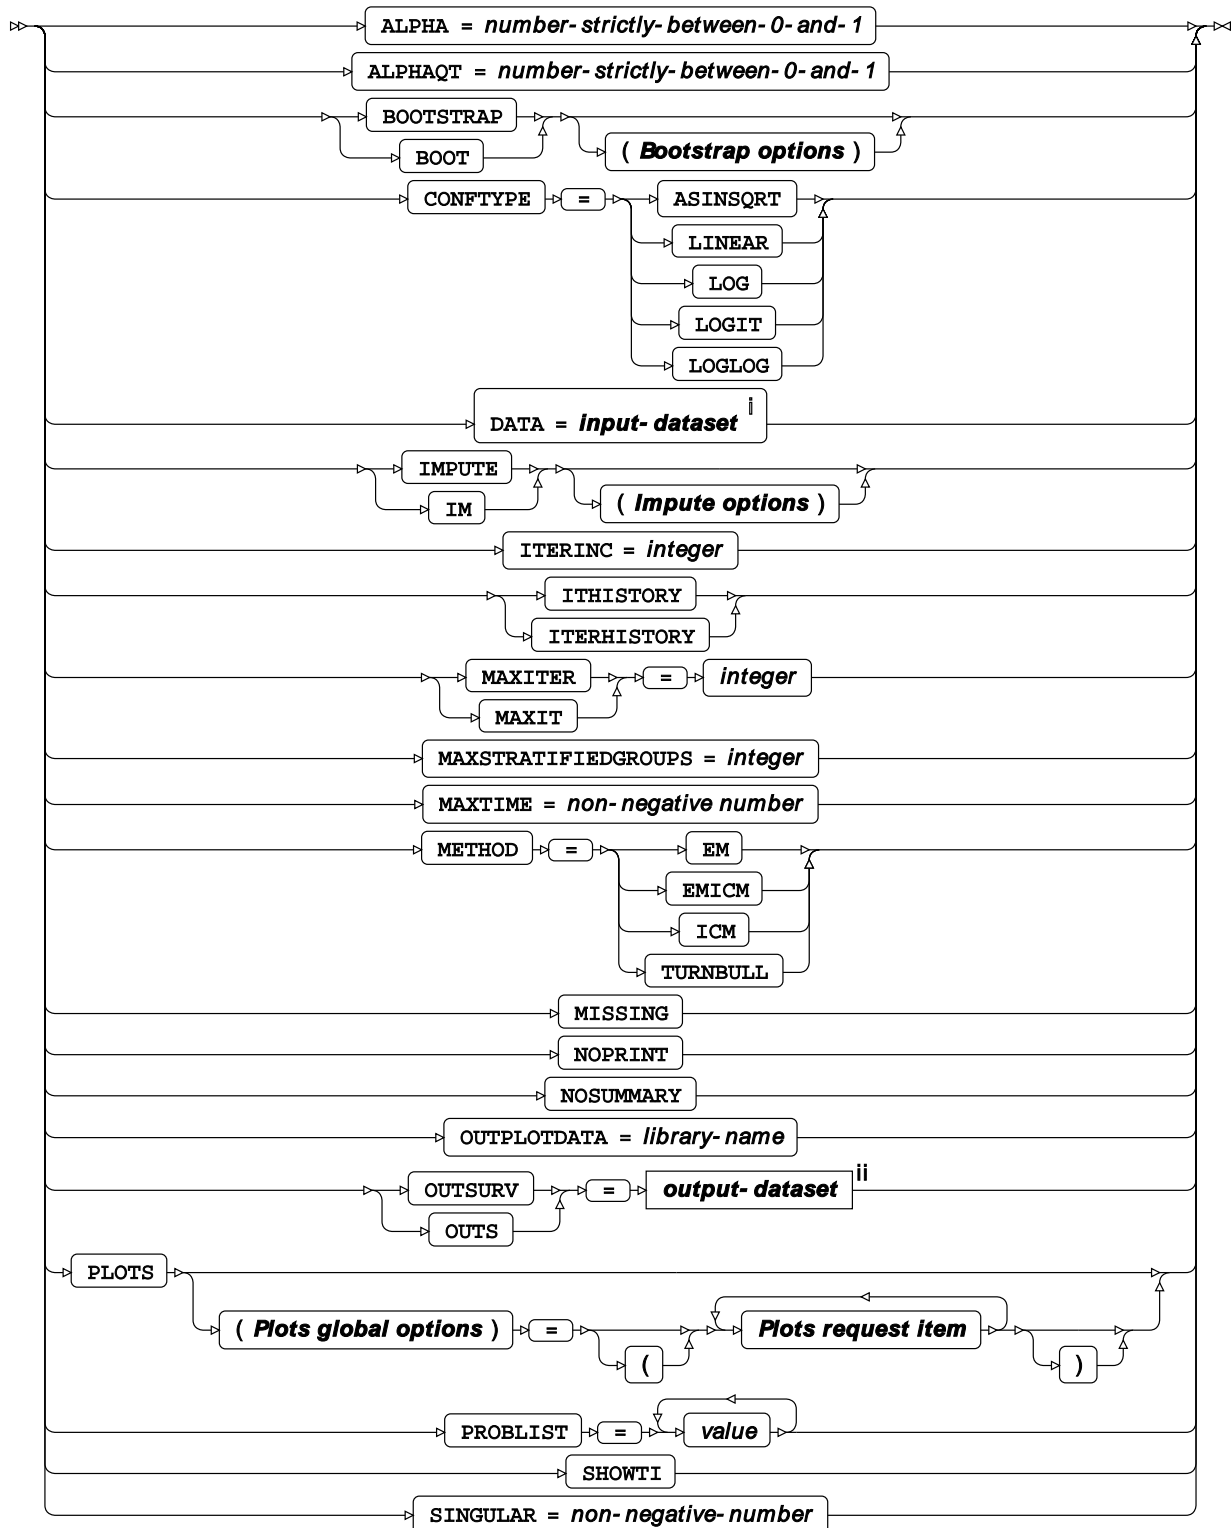 ALPHA = number-strictly-between-0-and-1
ALPHAQT = number-strictly-between-0-and-1
BOOTSTRAP
BOOT
( Bootstrap options )
CONFTYPE =
ASINSQRT
LINEAR
LOG
LOGIT
LOGLOG
DATA = input-dataset i
IMPUTE
IM
( Impute options )
ITERINC = integer
ITHISTORY
ITERHISTORY
MAXITER
MAXIT
= integer
MAXSTRATIFIEDGROUPS = integer
MAXTIME = non-negative number
METHOD =
EM
EMICM
ICM
TURNBULL
MISSING
NOPRINT
NOSUMMARY
OUTPLOTDATA = library-name
OUTSURV
OUTS
= output-dataset ii
PLOTS
( Plots global options ) = ( Plots request item )
PROBLIST = value
SHOWTI
SINGULAR = non-negative-number